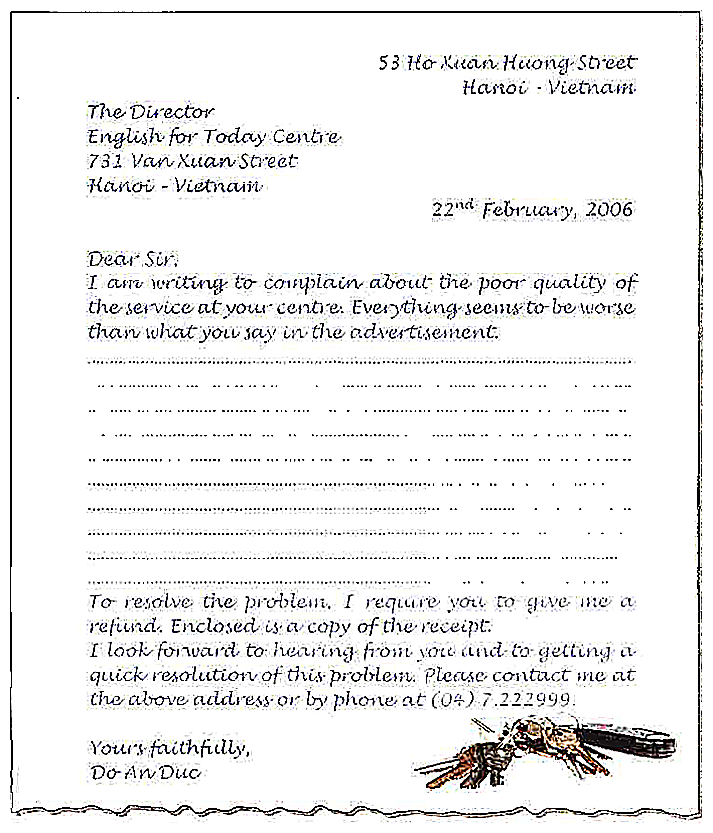 53 Ho Xuan Huong Street
Hanoi - Vietnam
The Director
English for Today Centre
731 Van Xuan Street
Hanoi - Vietnam
22nd February, 2006
Dear Sir,
I am writing to complain about the poor quality of
the service at your centre. Everything seems to be worse
than what you say in the advertisement.
To resolve the problem, I require you to give me a
refund. Enclosed is a copy of the receipt.
I look forward to hearing from you and to getting a
quick resolution of this problem. Please contact me at
the above address or by phone at (04) 7.222999.
Yours faithfully,
Do An Duc